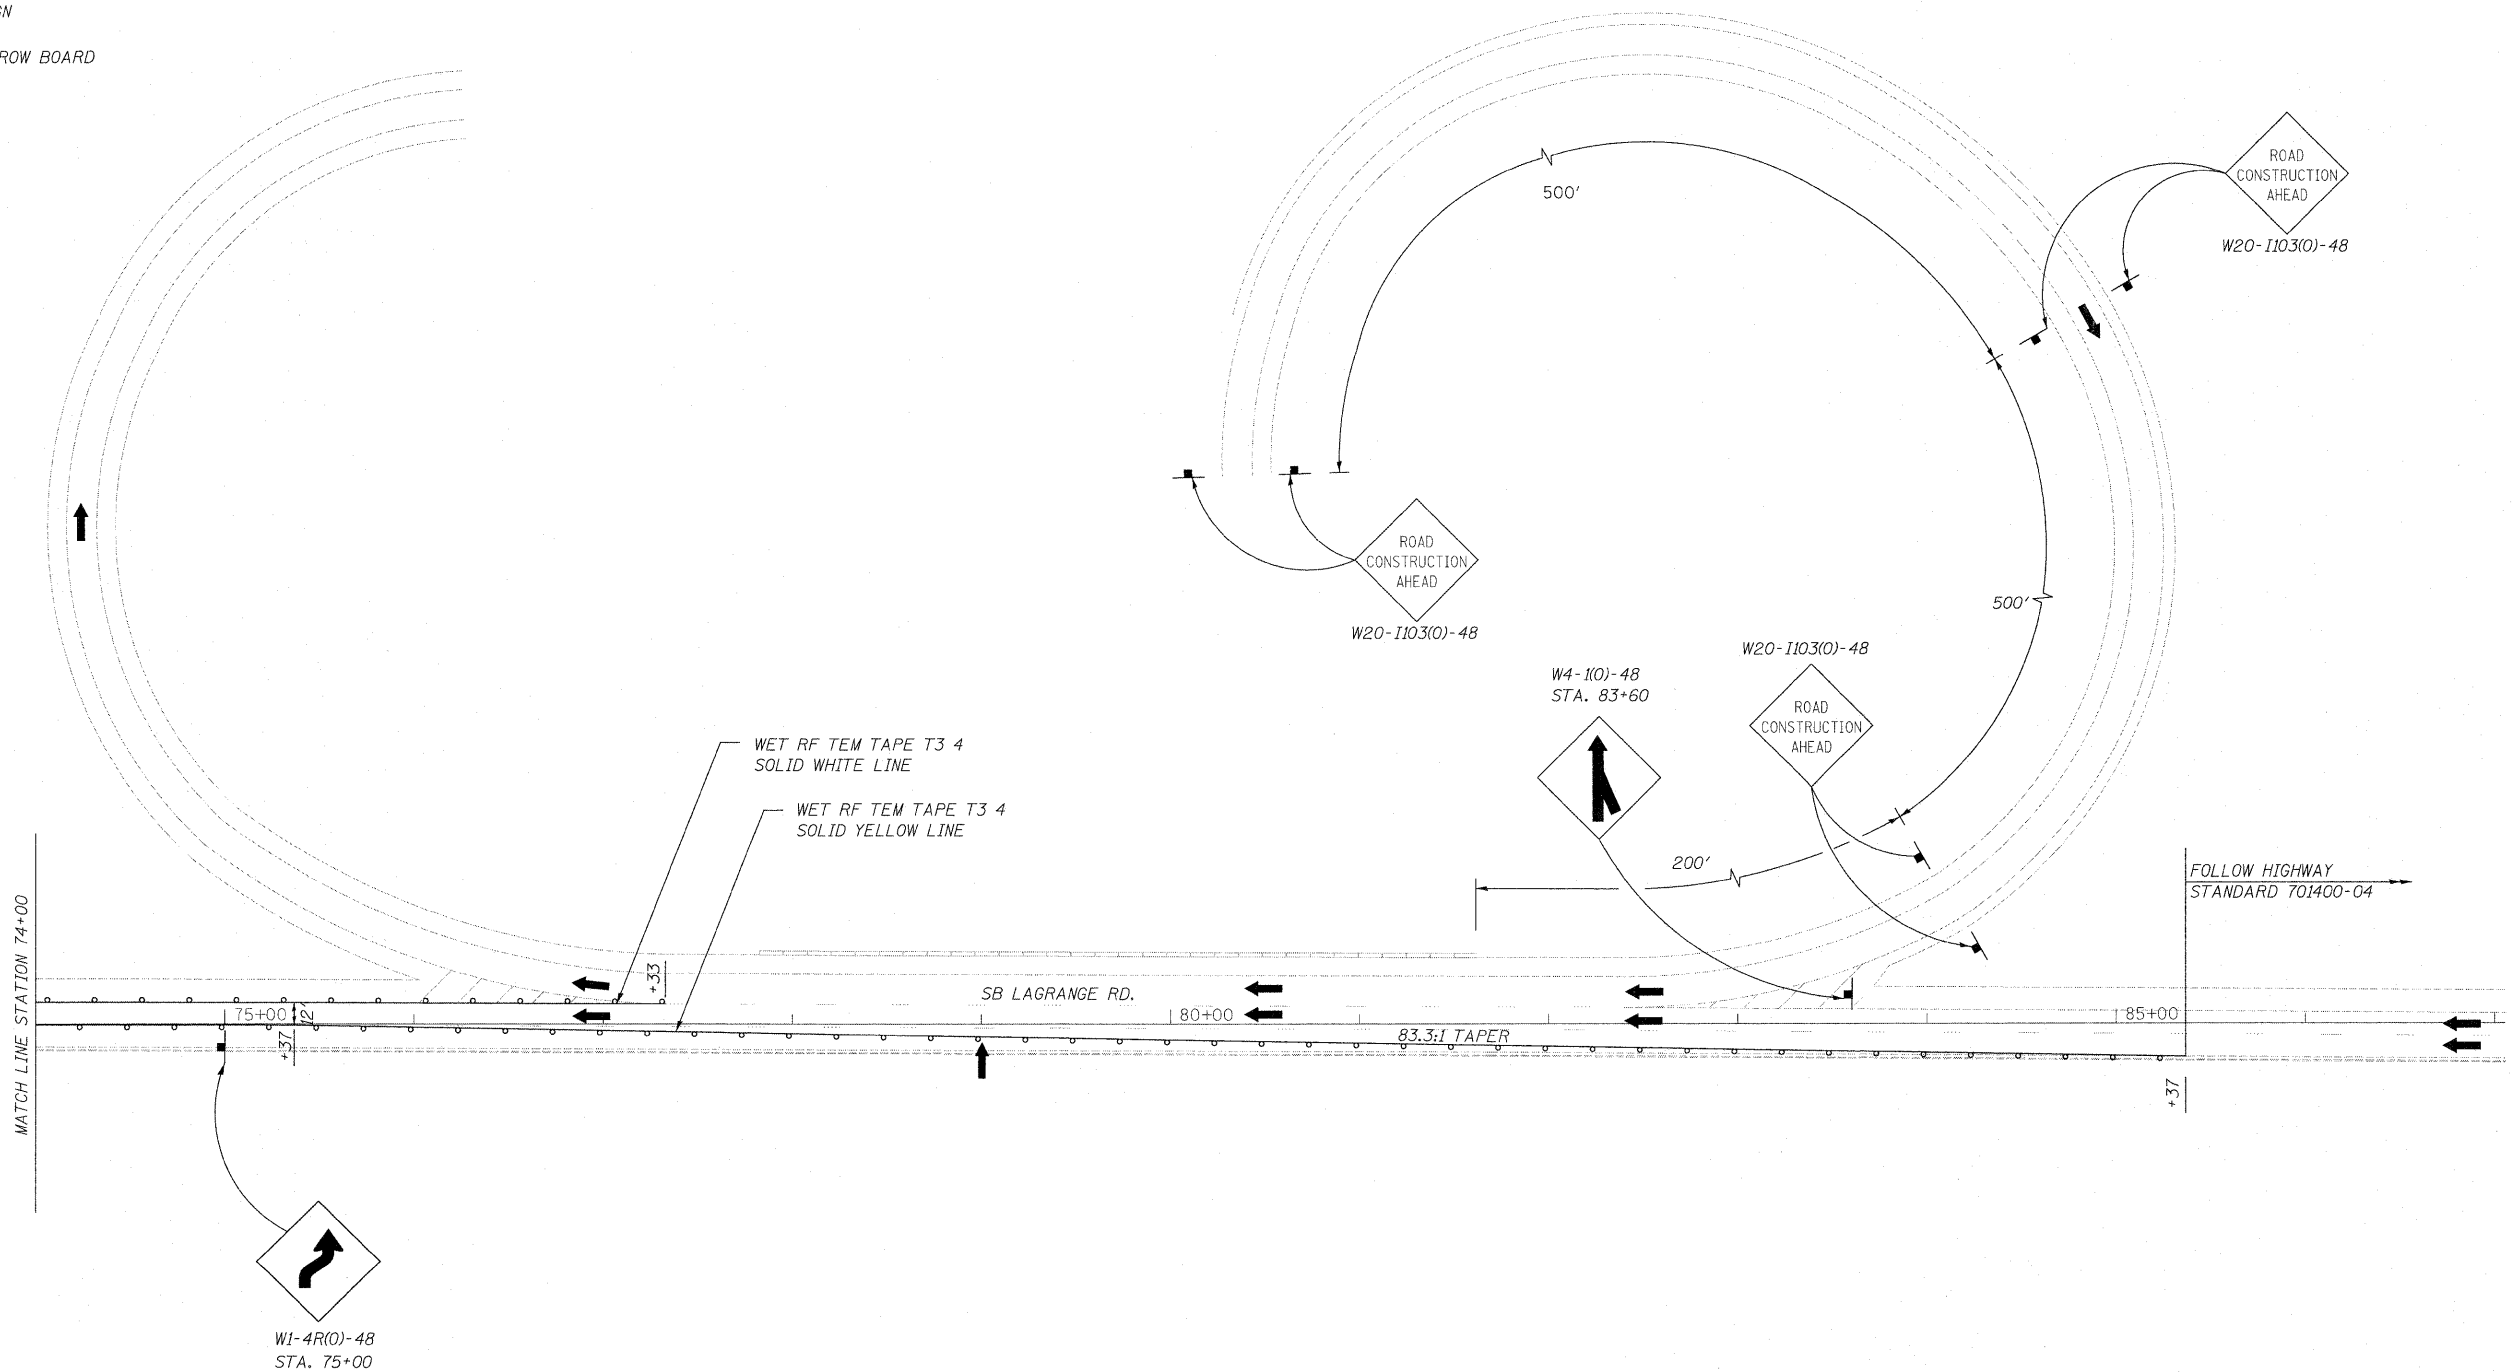 ROW BOARD
500'
ROAD
CONSTRUCTION
AHEAD
W20-I103(O)-48
ROAD
CONSTRUCTION
AHEAD
W20-I103(O)-48
500'
W20-I103(O)-48
ROAD
CONSTRUCTION
AHEAD
W4-1(O)-48
STA. 83+60
WET RF TEM TAPE T3 4
SOLID WHITE LINE
WET RF TEM TAPE T3 4
SOLID YELLOW LINE
200'
FOLLOW HIGHWAY
STANDARD 701400-04
MATCH LINE STATION 74+00
+33
SB LAGRANGE RD.
75+00
12'
80+00
85+00
+37
83.3:1 TAPER
+37
W1-4R(O)-48
STA. 75+00